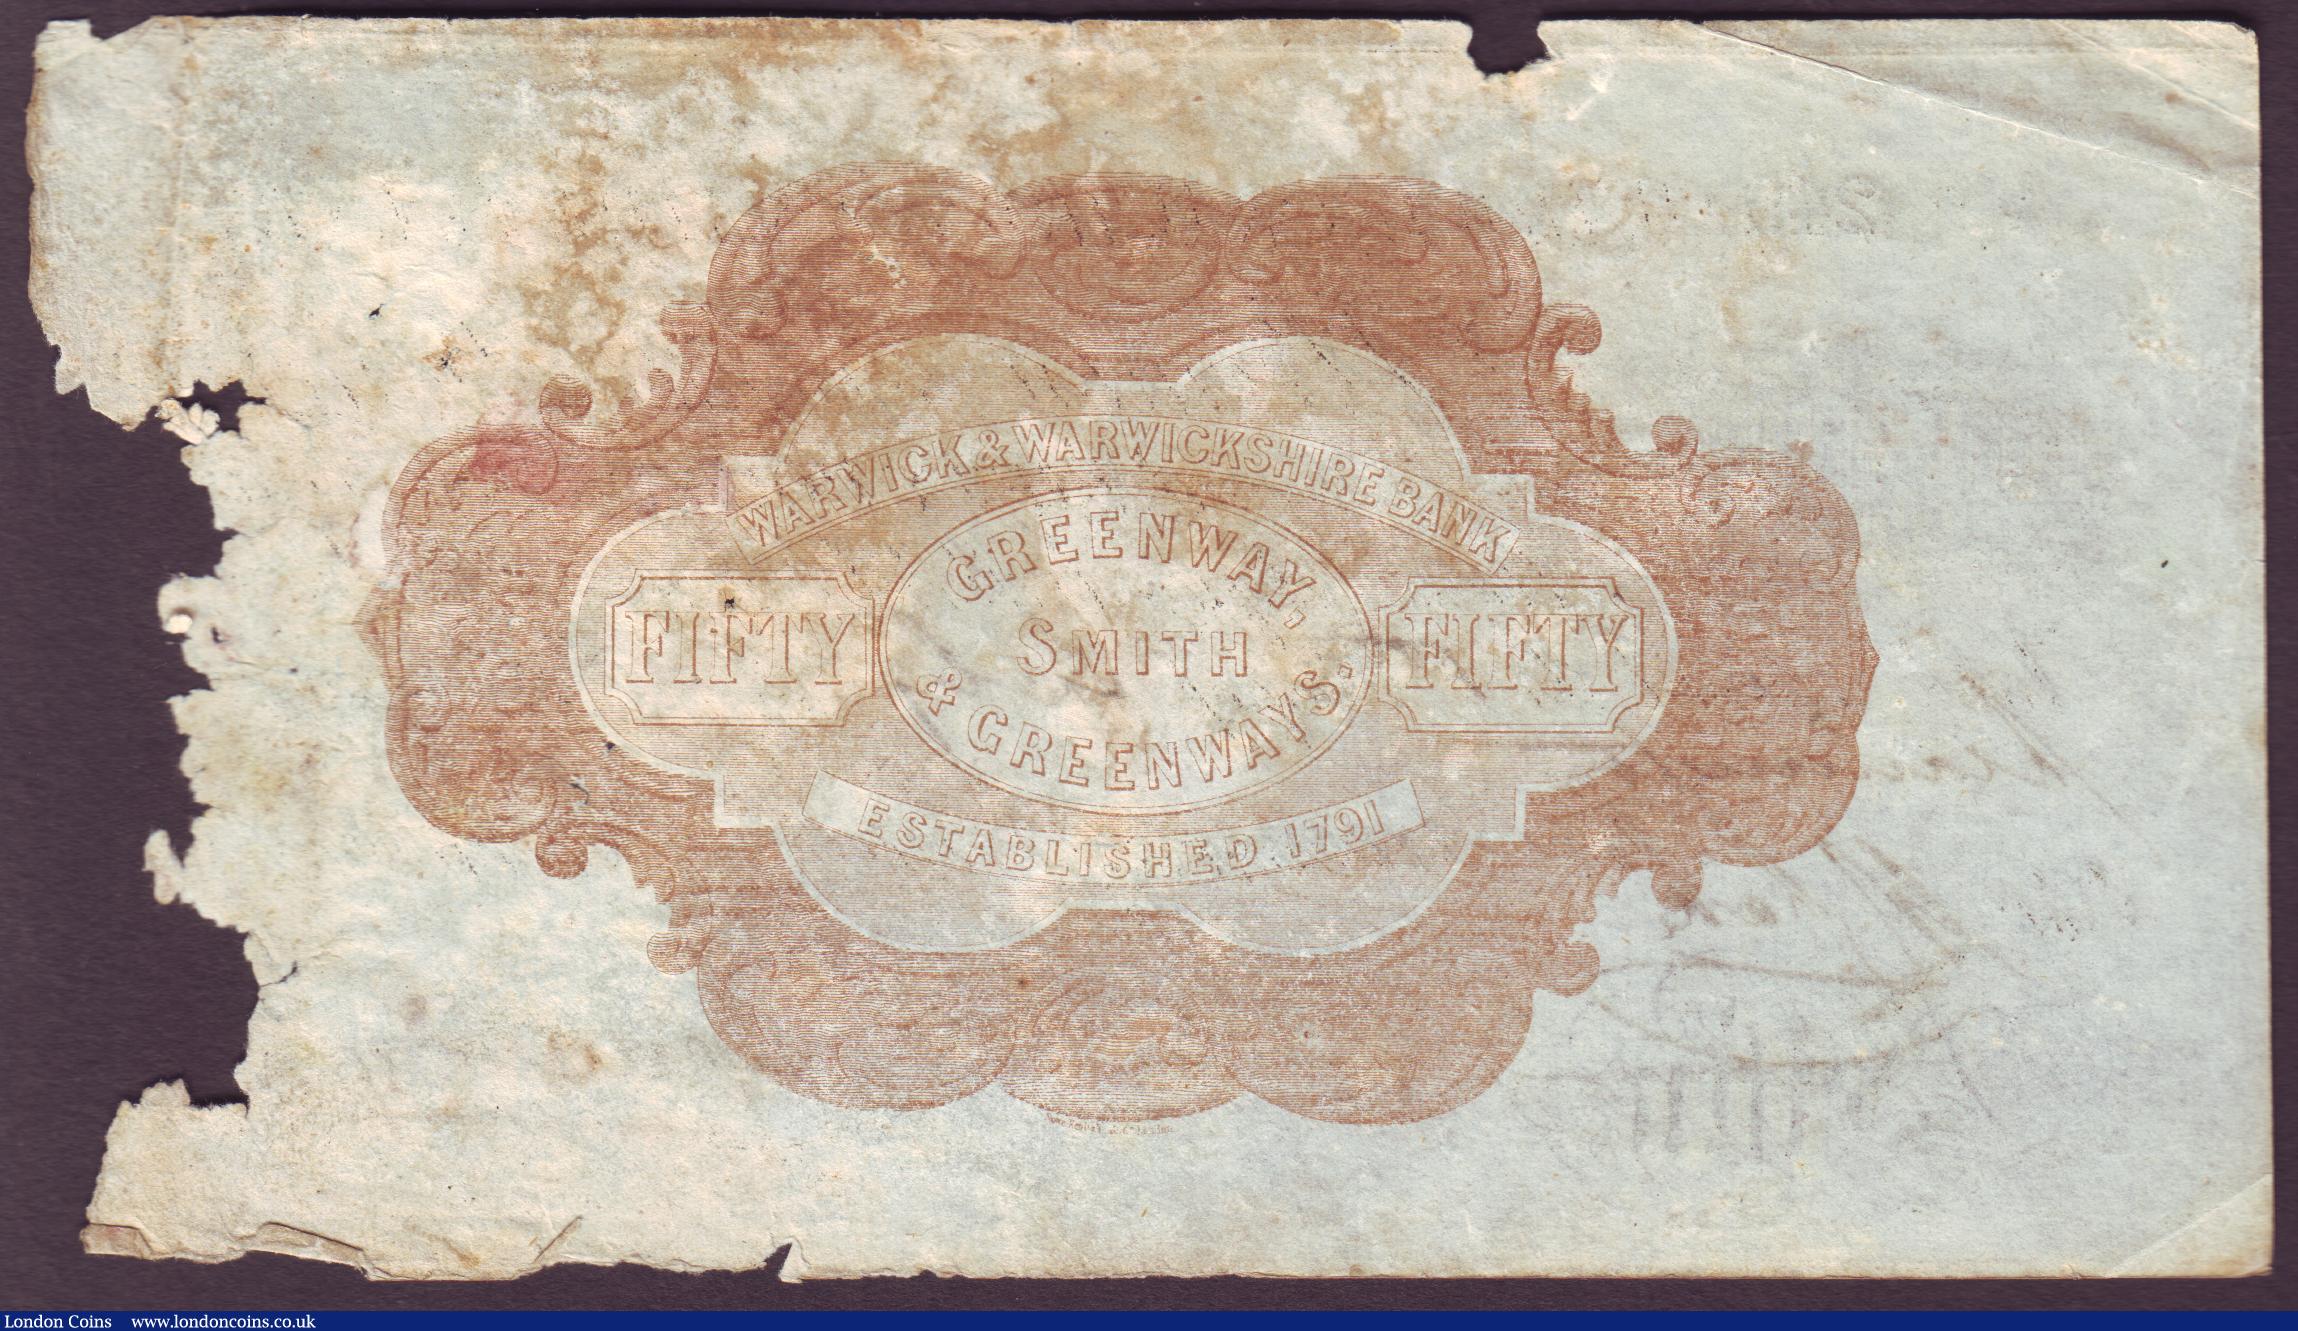 WARWICK & WARWICKSHIRE BANK
GREENWAY,
FIFTY SMITH FIFTY
& GREENWAYS.
ESTABLISHED 1791
London Coins www.londoncoins.co.uk